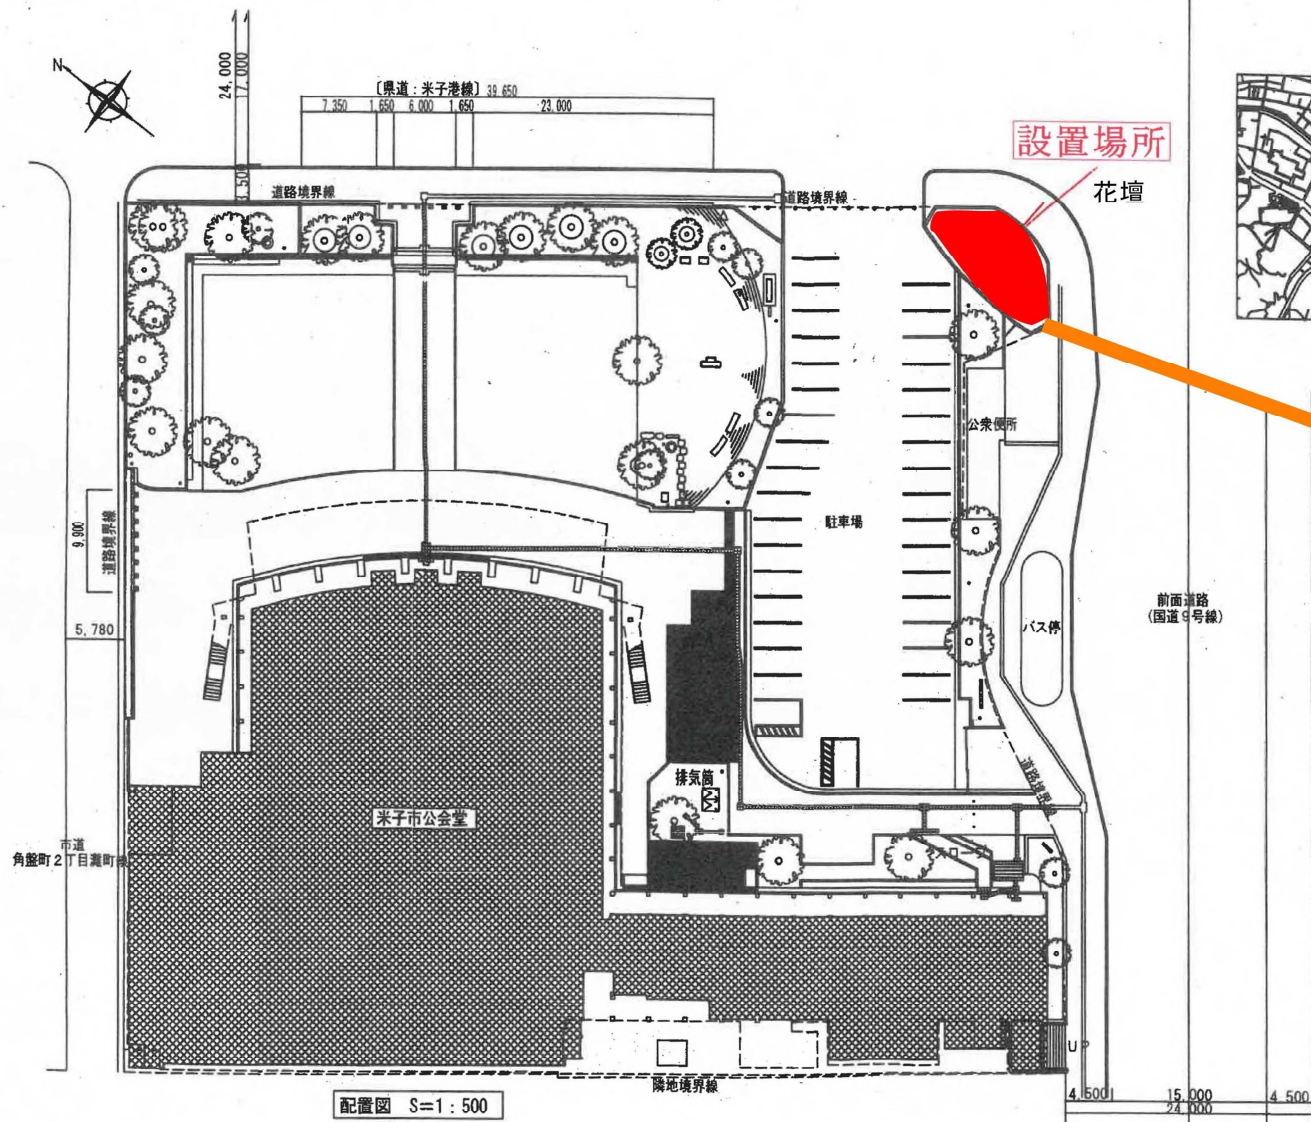 N
24,000
17,000
〔県道：米子港線〕 39 650
7,350 1,650 6,000 1,650 23,000
設置場所
花壇
道路境界線
道路境界線
公衆便所
駐車場
9,900
道路境界線
5,780
バス停
前面道路
(国道9号線)
排気筒
道路境界線
米子市公会堂
市道
角盤町2丁目灘町線
スロープ
UP
隣地境界線
配置図 S=1：500
4,500 15,000 4 500
24,000